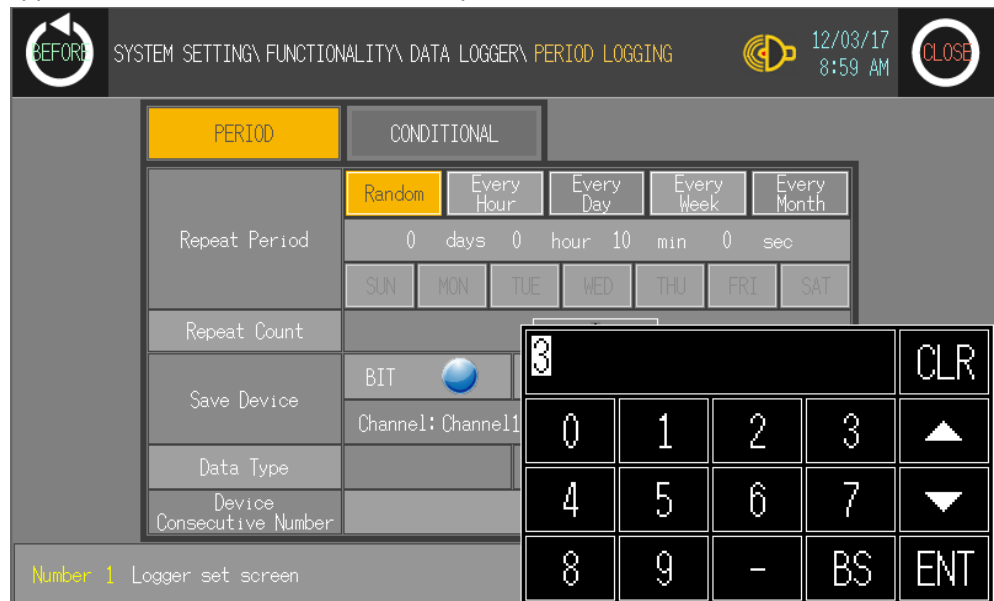 BEFORE
SYSTEM SETTING\ FUNCTIONALITY\ DATA LOGGER\ PERIOD LOGGING
12/03/17
8:59 AM
CLOSE
PERIOD
CONDITIONAL
Repeat Period
Random
Every
Hour
Every
Day
Every
Week
Every
Month
0 days 0 hour 10 min 0 sec
SUN MON TUE WED THU FRI SAT
Repeat Count
Save Device
BIT
Channel: Channel1
Data Type
Device
Consecutive Number
3 CLR
0 1 2 3 ▲
4 5 6 7 ▼
8 9 - BS ENT
Number 1 Logger set screen